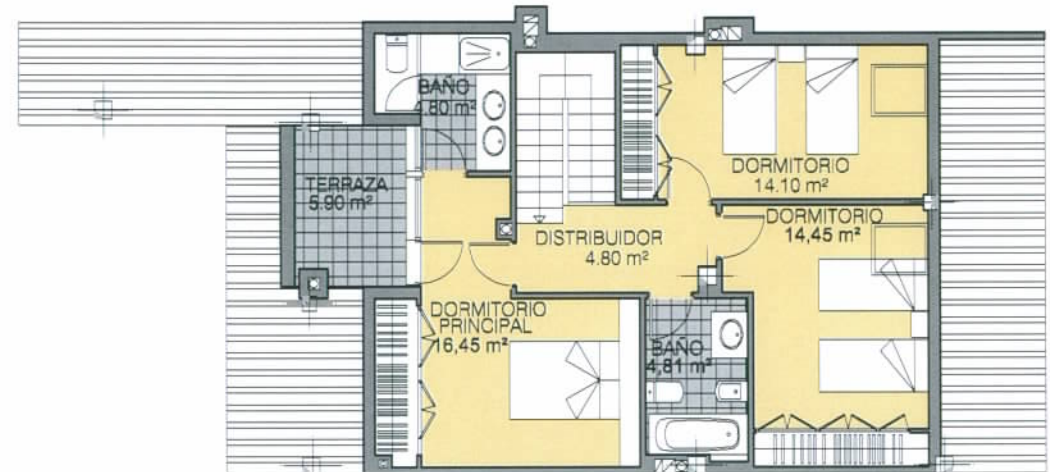 BAÑO
4.80 m²
TERRAZA
5.90 m²
DORMITORIO
14.10 m²
DORMITORIO
14,45 m²
DISTRIBUIDOR
4.80 m²
DORMITORIO
PRINCIPAL
16,45 m²
BAÑO
4,81 m²